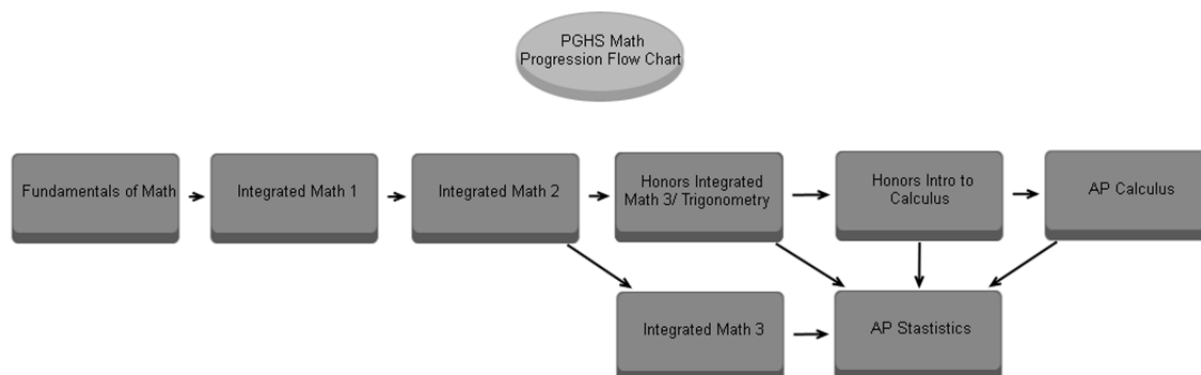 PGHS Math
Progression Flow Chart
Fundamentals of Math
Integrated Math 1
Integrated Math 2
Honors Integrated
Math 3/ Trigonometry
Honors Intro to
Calculus
AP Calculus
Integrated Math 3
AP Stastistics